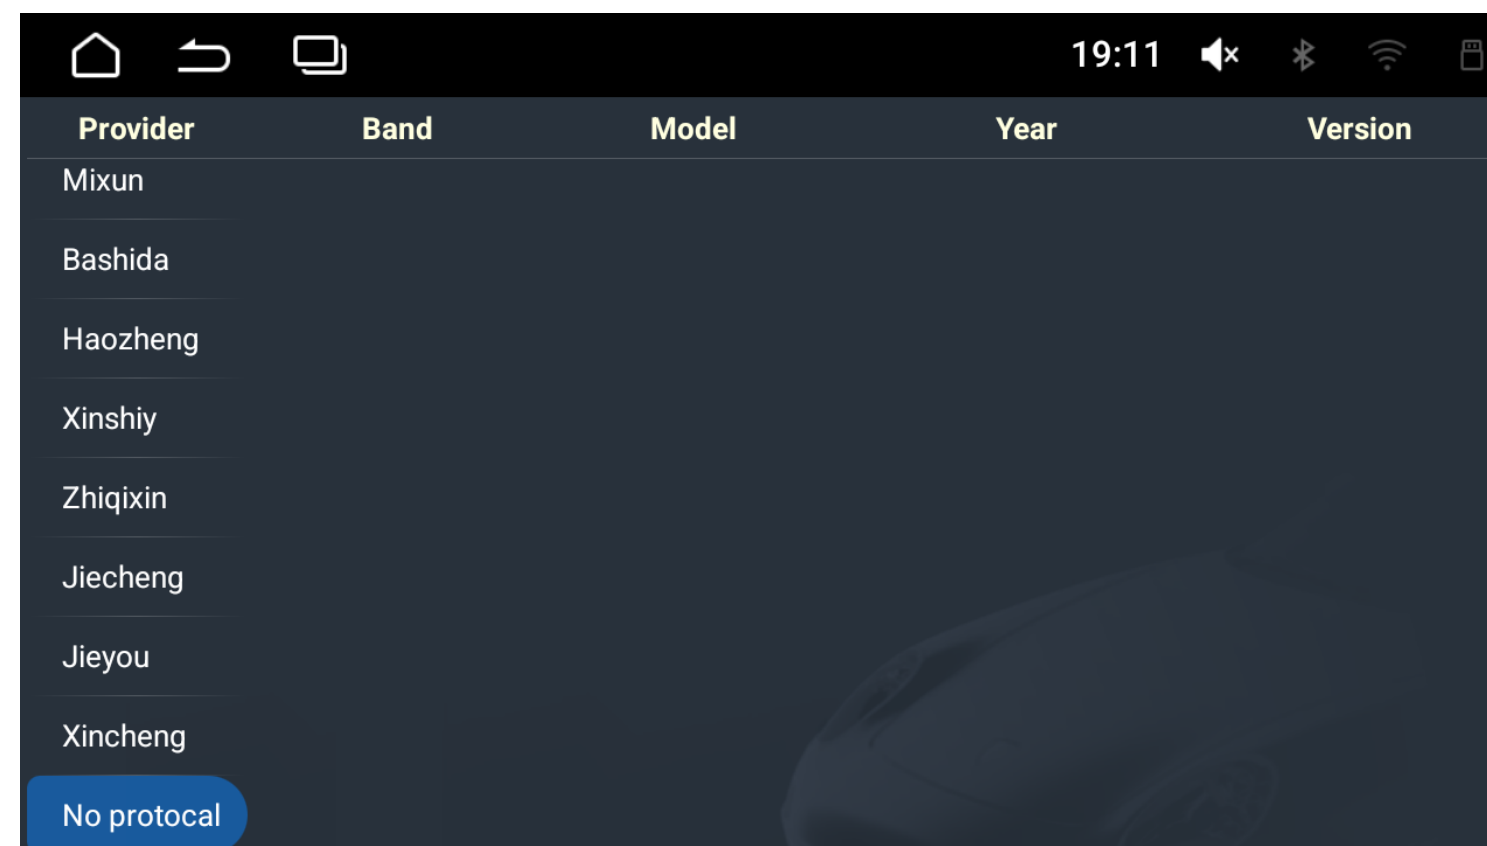 19:11
Provider Band Model Year Version
Mixun
Bashida
Haozheng
Xinshiy
Zhiqixin
Jiecheng
Jieyou
Xincheng
No protocal